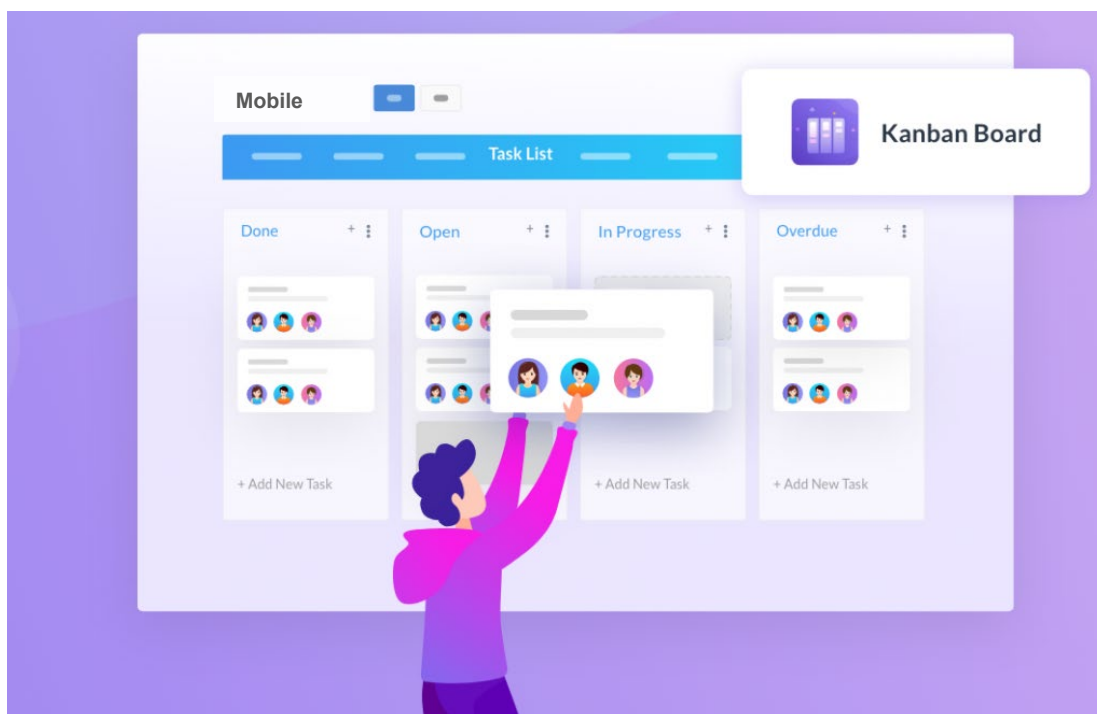 Mobile
Kanban Board
Task List
Done + Open + In Progress + Overdue +
+ Add New Task + Add New Task + Add New Task